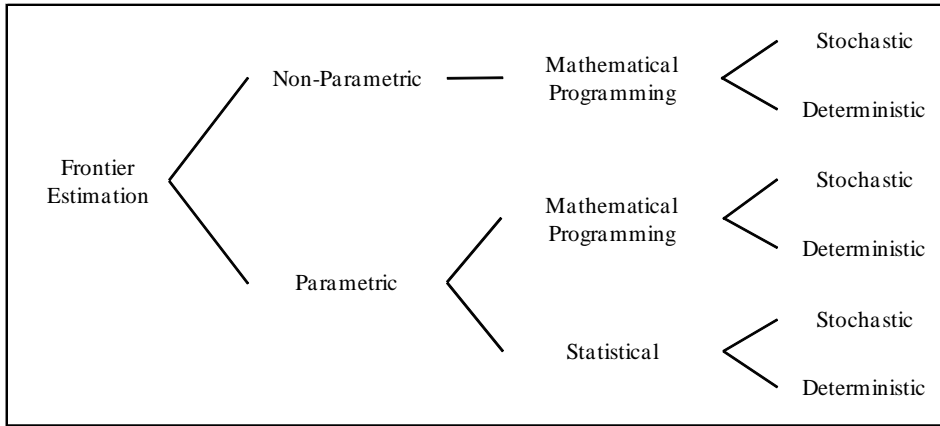 Stochastic
Non-Parametric
Mathematical
Programming
Deterministic
Frontier
Estimation
Stochastic
Mathematical
Programming
Deterministic
Parametric
Stochastic
Statistical
Deterministic